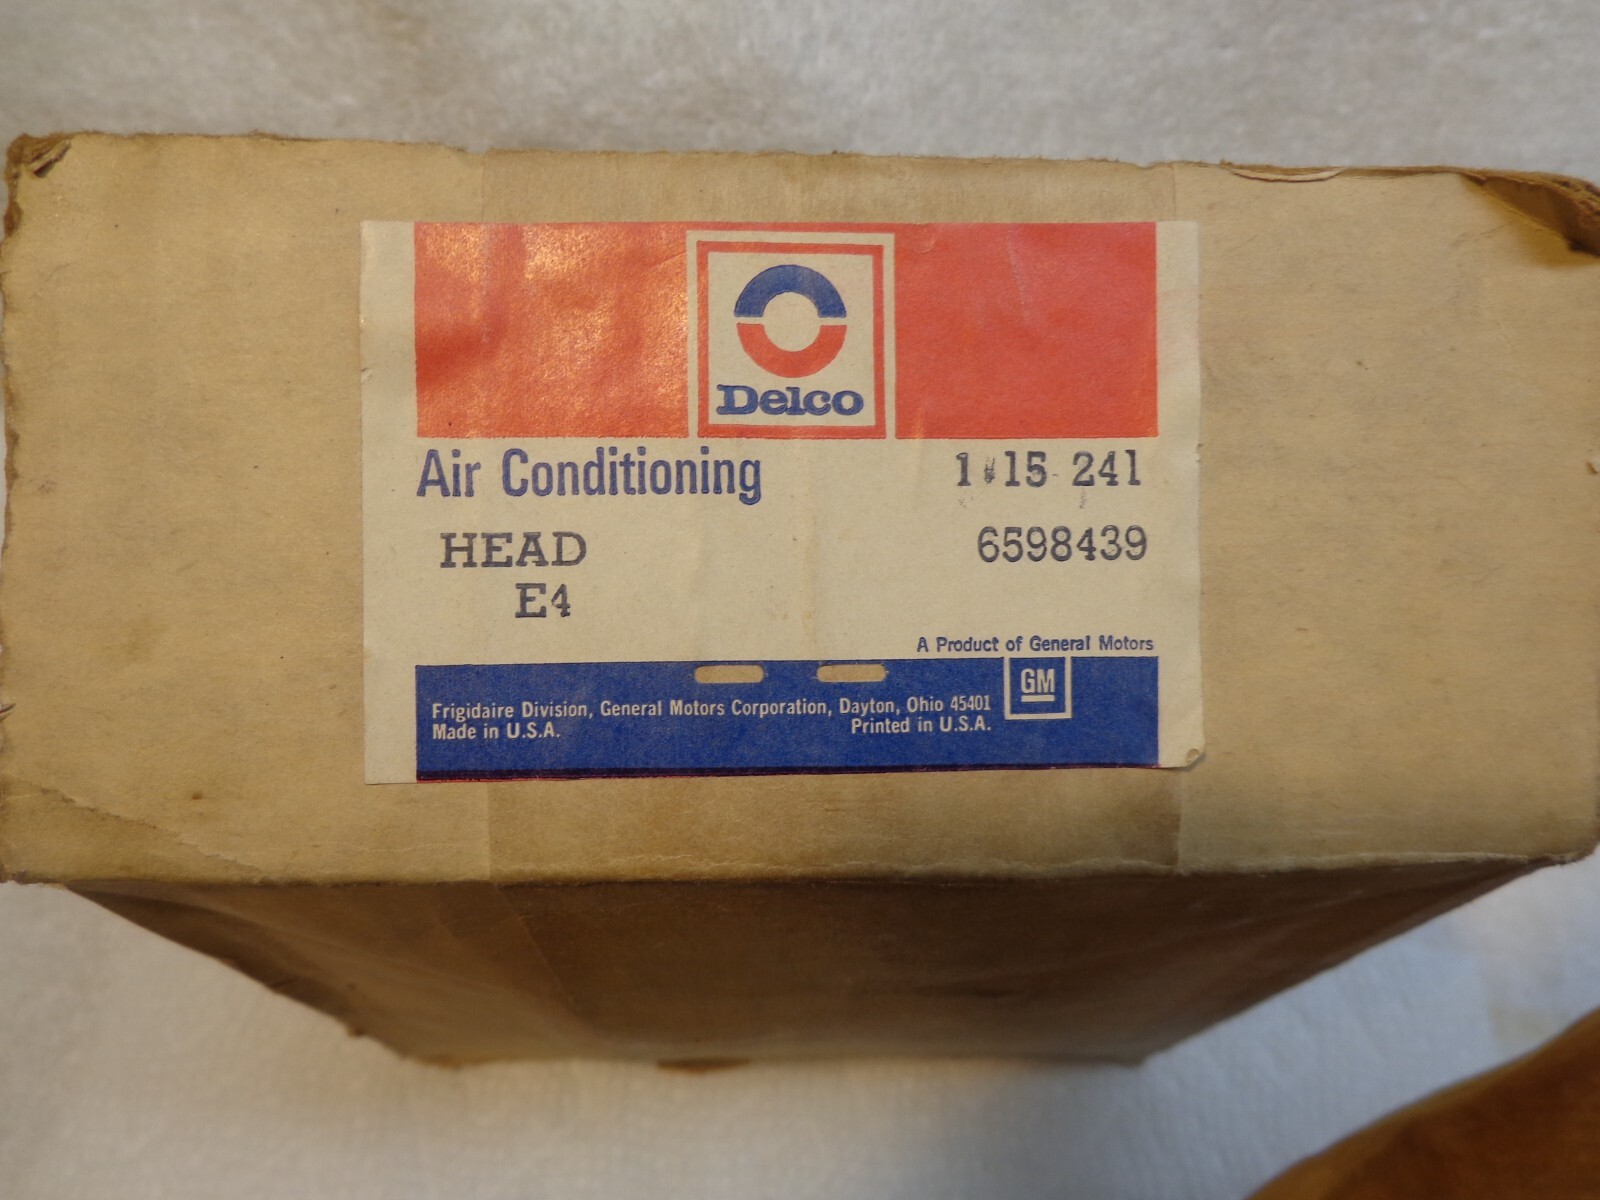 Delco
Air Conditioning
1 15 241
HEAD
6598439
E4
A Product of General Motors
GM
Frigidaire Division, General Motors Corporation, Dayton, Ohio 45401
Made in U.S.A.
Printed in U.S.A.